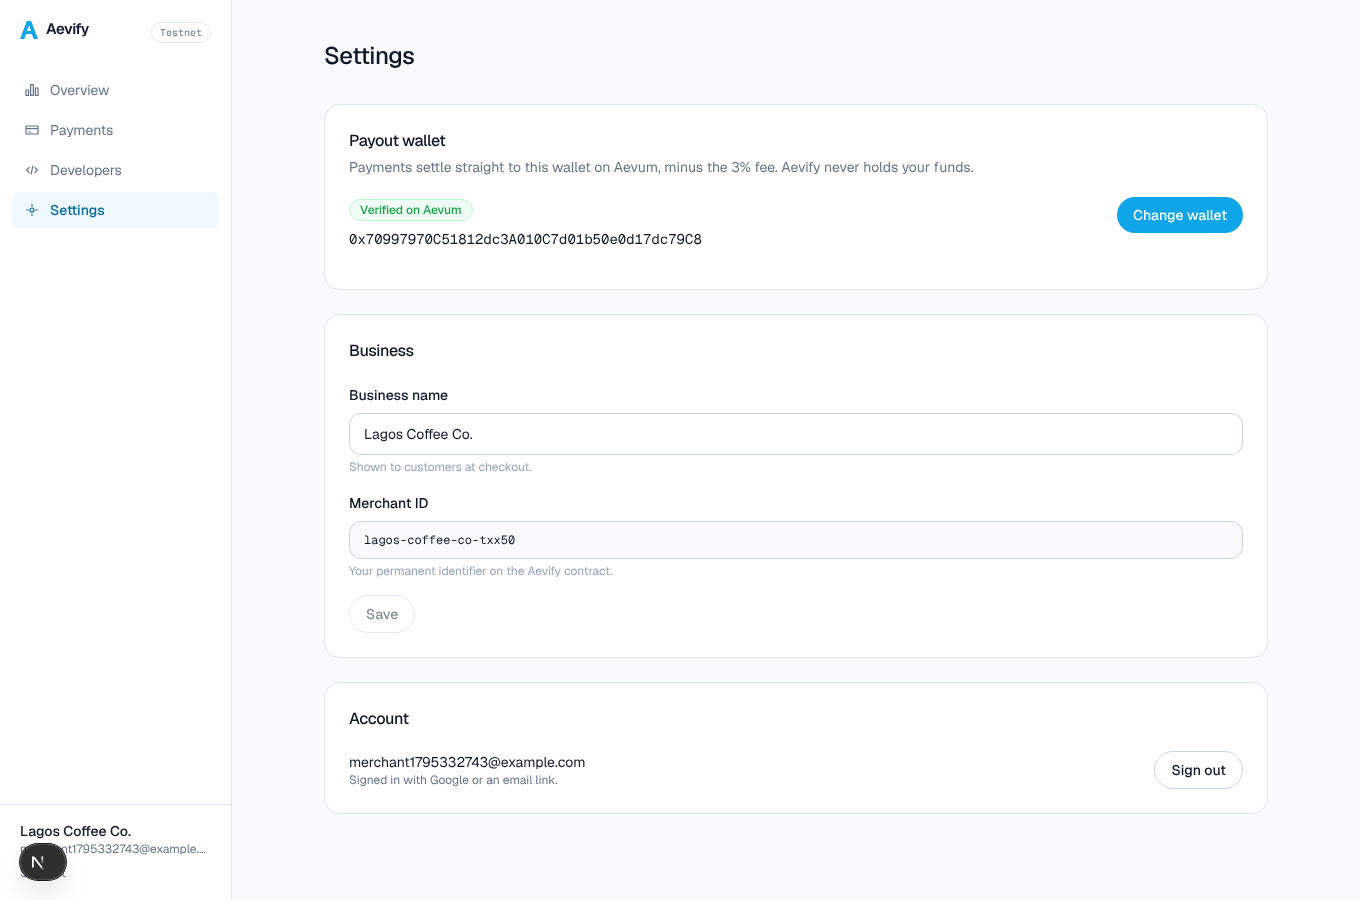 Aevify
Testnet
Overview
Payments
Developers
Settings
Settings
Payout wallet
Payments settle straight to this wallet on Aevum, minus the 3% fee. Aevify never holds your funds.
Verified on Aevum
0x70997970C51812dc3A010C7d01b50e0d17dc79C8
Change wallet
Business
Business name
Lagos Coffee Co.
Shown to customers at checkout.
Merchant ID
lagos-coffee-co-txx50
Your permanent identifier on the Aevify contract.
Save
Account
merchant1795332743@example.com
Signed in with Google or an email link.
Sign out
Lagos Coffee Co.
nt1795332743@example....
N